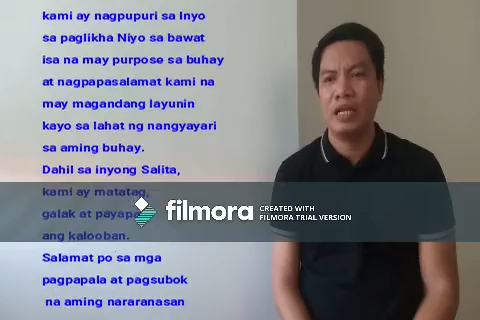 kami ay nagpupuri sa Inyo
sa paglikha Niyo sa bawat
isa na may purpose sa buhay
at nagpapasalamat kami na
may magandang layunin
kayo sa lahat ng nangyayari
sa aming buhay.
Dahil sa inyong Salita,
kami ay matatag,
galak at payapa
ang kalooban.
Salamat po sa mga
pagpapala at pagsubok
na aming nararanasan
filmora
CREATED WITH
FILMORA TRIAL VERSION